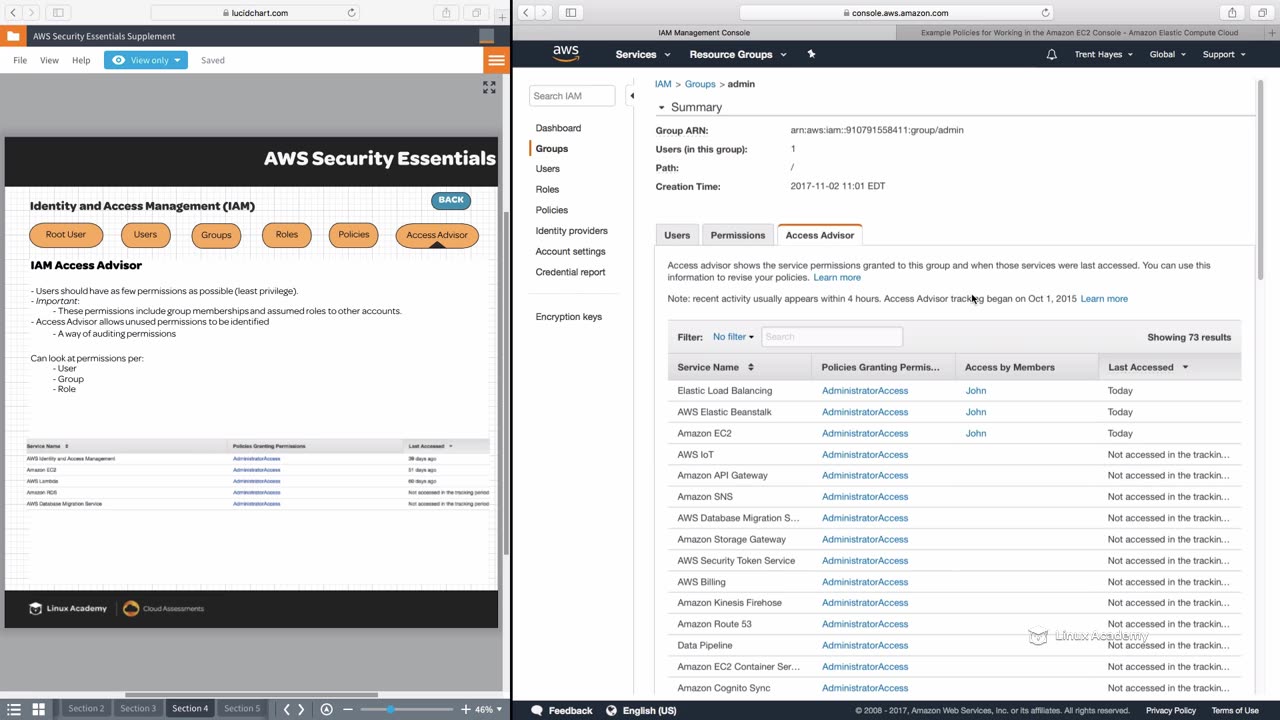 lucidchart.com
AWS Security Essentials Supplement
File View Help View only Saved
AWS Security Essentials
BACK
Identity and Access Management (IAM)
Root User Users Groups Roles Policies Access Advisor
IAM Access Advisor
- Users should have as few permissions as possible (least privilege).
- Important:
- These permissions include group memberships and assumed roles to other accounts.
- Access Advisor allows unused permissions to be identified
- A way of auditing permissions
Can look at permissions per:
- User
- Group
- Role
Service Name Policies Granting Permissions Last Accessed
AWS Identity and Access Management AdministratorAccess 39 days ago
Amazon EC2 AdministratorAccess 51 days ago
AWS Lambda AdministratorAccess 60 days ago
Amazon RDS AdministratorAccess Not accessed in the tracking period
AWS Database Migration Service AdministratorAccess Not accessed in the tracking period
Linux Academy Cloud Assessments
Section 2 Section 3 Section 4 Section 5 46%
console.aws.amazon.com
IAM Management Console Example Policies for Working in the Amazon EC2 Console - Amazon Elastic Compute Cloud
aws Services Resource Groups Trent Hayes Global Support
Search IAM
Dashboard
Groups
Users
Roles
Policies
Identity providers
Account settings
Credential report
Encryption keys
IAM > Groups > admin
Summary
Group ARN: arn:aws:iam::910791558411:group/admin
Users (in this group): 1
Path: /
Creation Time: 2017-11-02 11:01 EDT
Users Permissions Access Advisor
Access advisor shows the service permissions granted to this group and when those services were last accessed. You can use this
information to revise your policies. Learn more
Note: recent activity usually appears within 4 hours. Access Advisor tracking began on Oct 1, 2015 Learn more
Filter: No filter Search Showing 73 results
Service Name Policies Granting Permis... Access by Members Last Accessed
Elastic Load Balancing AdministratorAccess John Today
AWS Elastic Beanstalk AdministratorAccess John Today
Amazon EC2 AdministratorAccess John Today
AWS IoT AdministratorAccess Not accessed in the trackin...
Amazon API Gateway AdministratorAccess Not accessed in the trackin...
Amazon SNS AdministratorAccess Not accessed in the trackin...
AWS Database Migration S... AdministratorAccess Not accessed in the trackin...
Amazon Storage Gateway AdministratorAccess Not accessed in the trackin...
AWS Security Token Service AdministratorAccess Not accessed in the trackin...
AWS Billing AdministratorAccess Not accessed in the trackin...
Amazon Kinesis Firehose AdministratorAccess Not accessed in the trackin...
Amazon Route 53 AdministratorAccess Not accessed in the trackin...
Data Pipeline AdministratorAccess Not accessed in the trackin...
Amazon EC2 Container Ser... AdministratorAccess Not accessed in the trackin...
Amazon Cognito Sync AdministratorAccess Not accessed in the trackin...
Linux Academy
Feedback English (US) © 2008 - 2017, Amazon Web Services, Inc. or its affiliates. All rights reserved. Privacy Policy Terms of Use